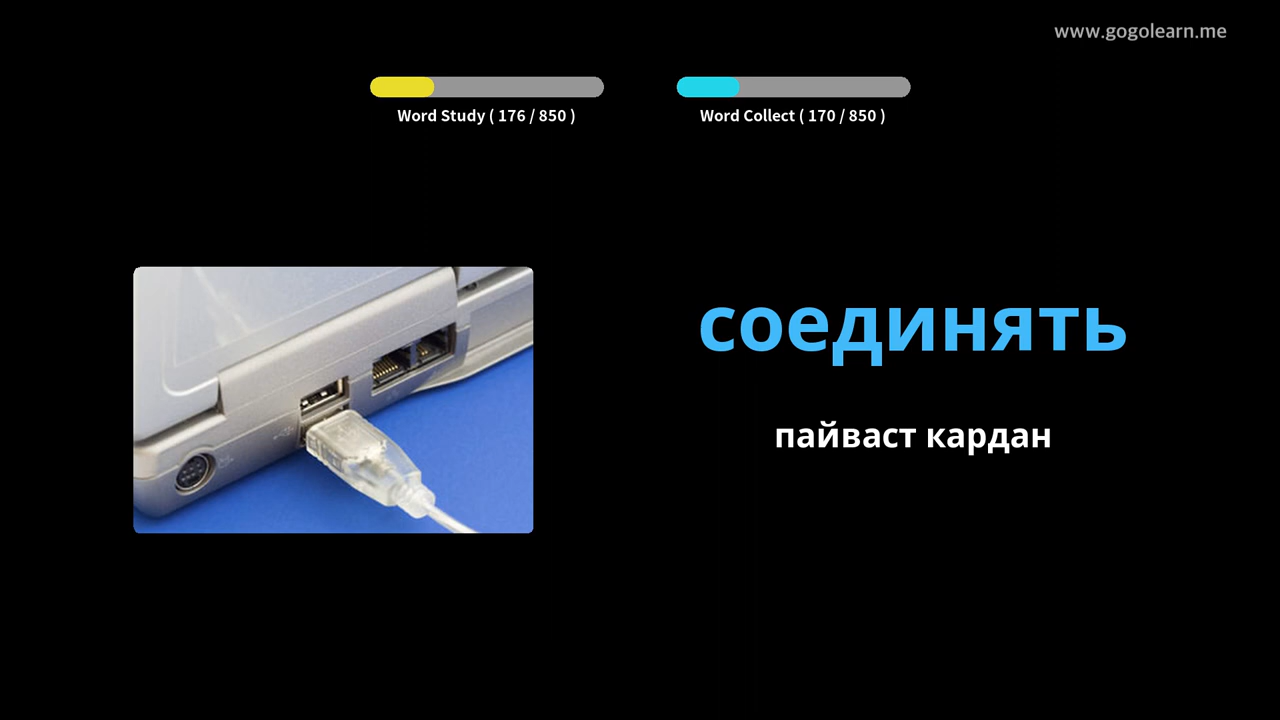 www.gogolearn.me
Word Study ( 176 / 850 )
Word Collect ( 170 / 850 )
соединять
пайваст кардан